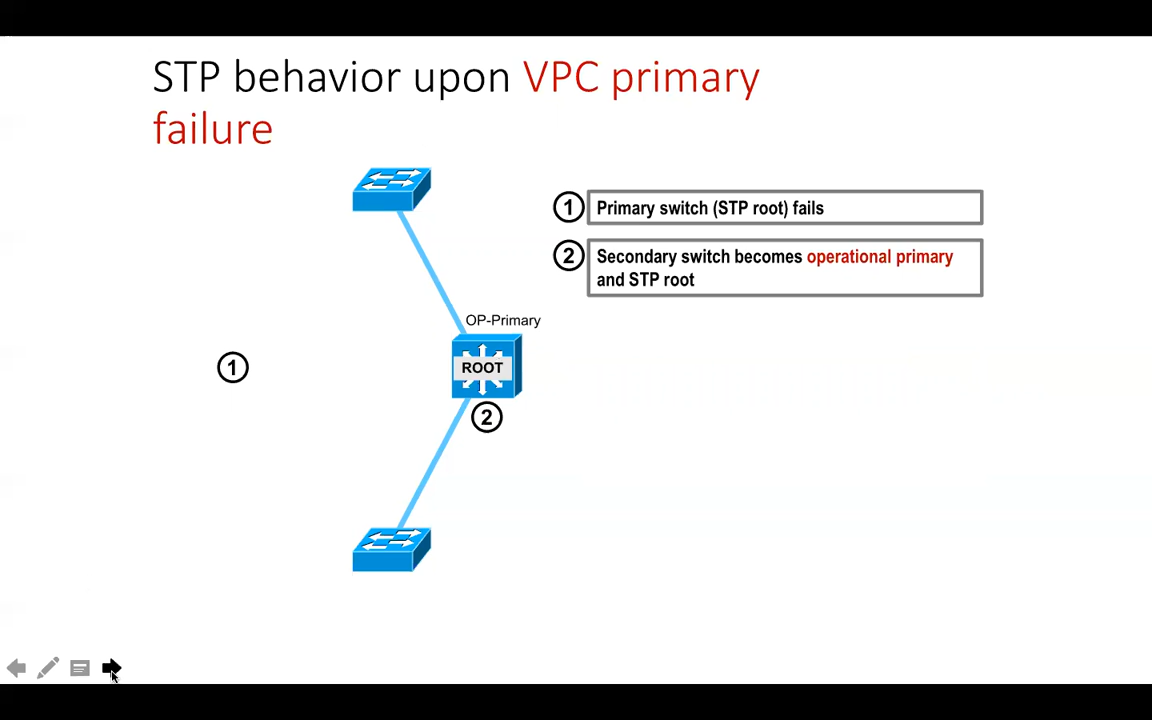 STP behavior upon VPC primary
failure
1 Primary switch (STP root) fails
2 Secondary switch becomes operational primary
and STP root
OP-Primary
1
ROOT
2